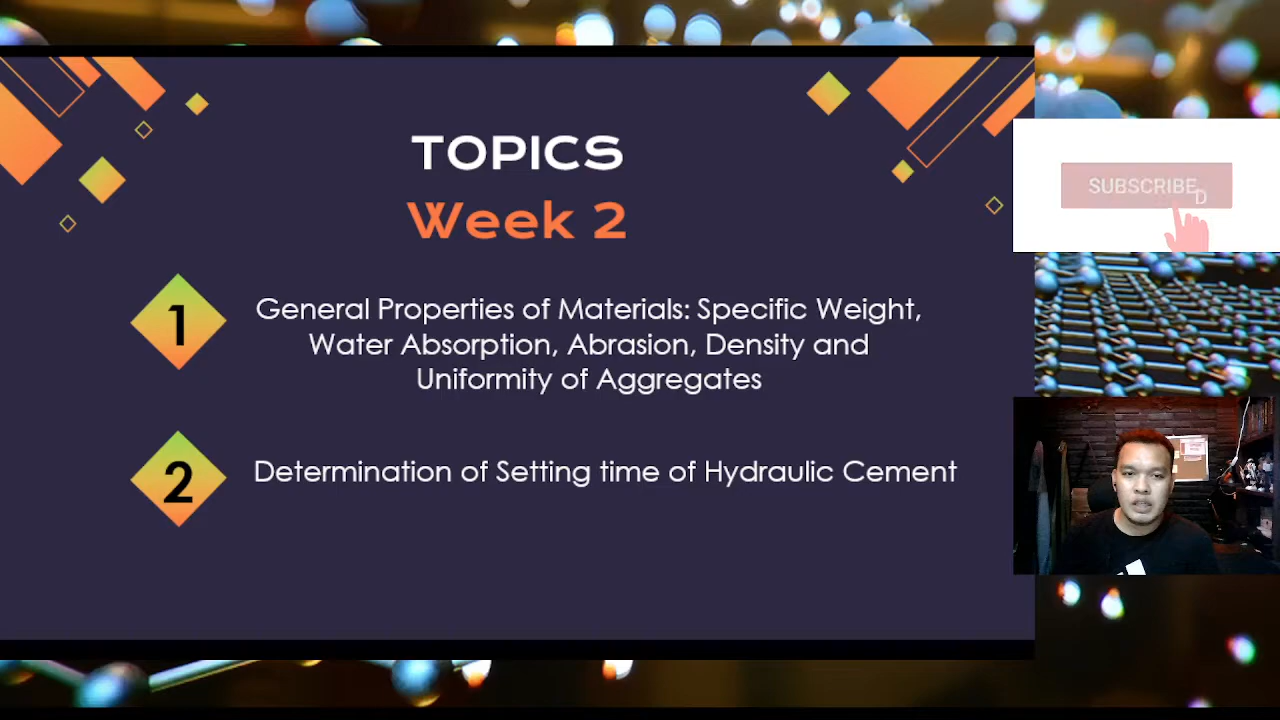 TOPICS
Week 2
1
General Properties of Materials: Specific Weight,
Water Absorption, Abrasion, Density and
Uniformity of Aggregates
2
Determination of Setting time of Hydraulic Cement
SUBSCRIBE
D